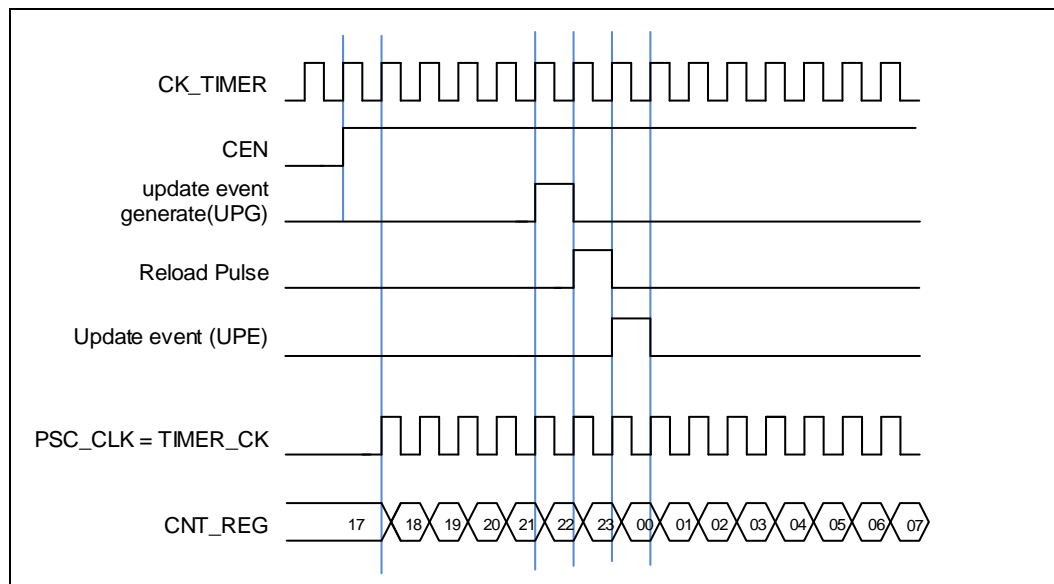 CK_TIMER
CEN
update event
generate(UPG)
Reload Pulse
Update event (UPE)
PSC_CLK = TIMER_CK
CNT_REG 17 18 19 20 21 22 23 00 01 02 03 04 05 06 07